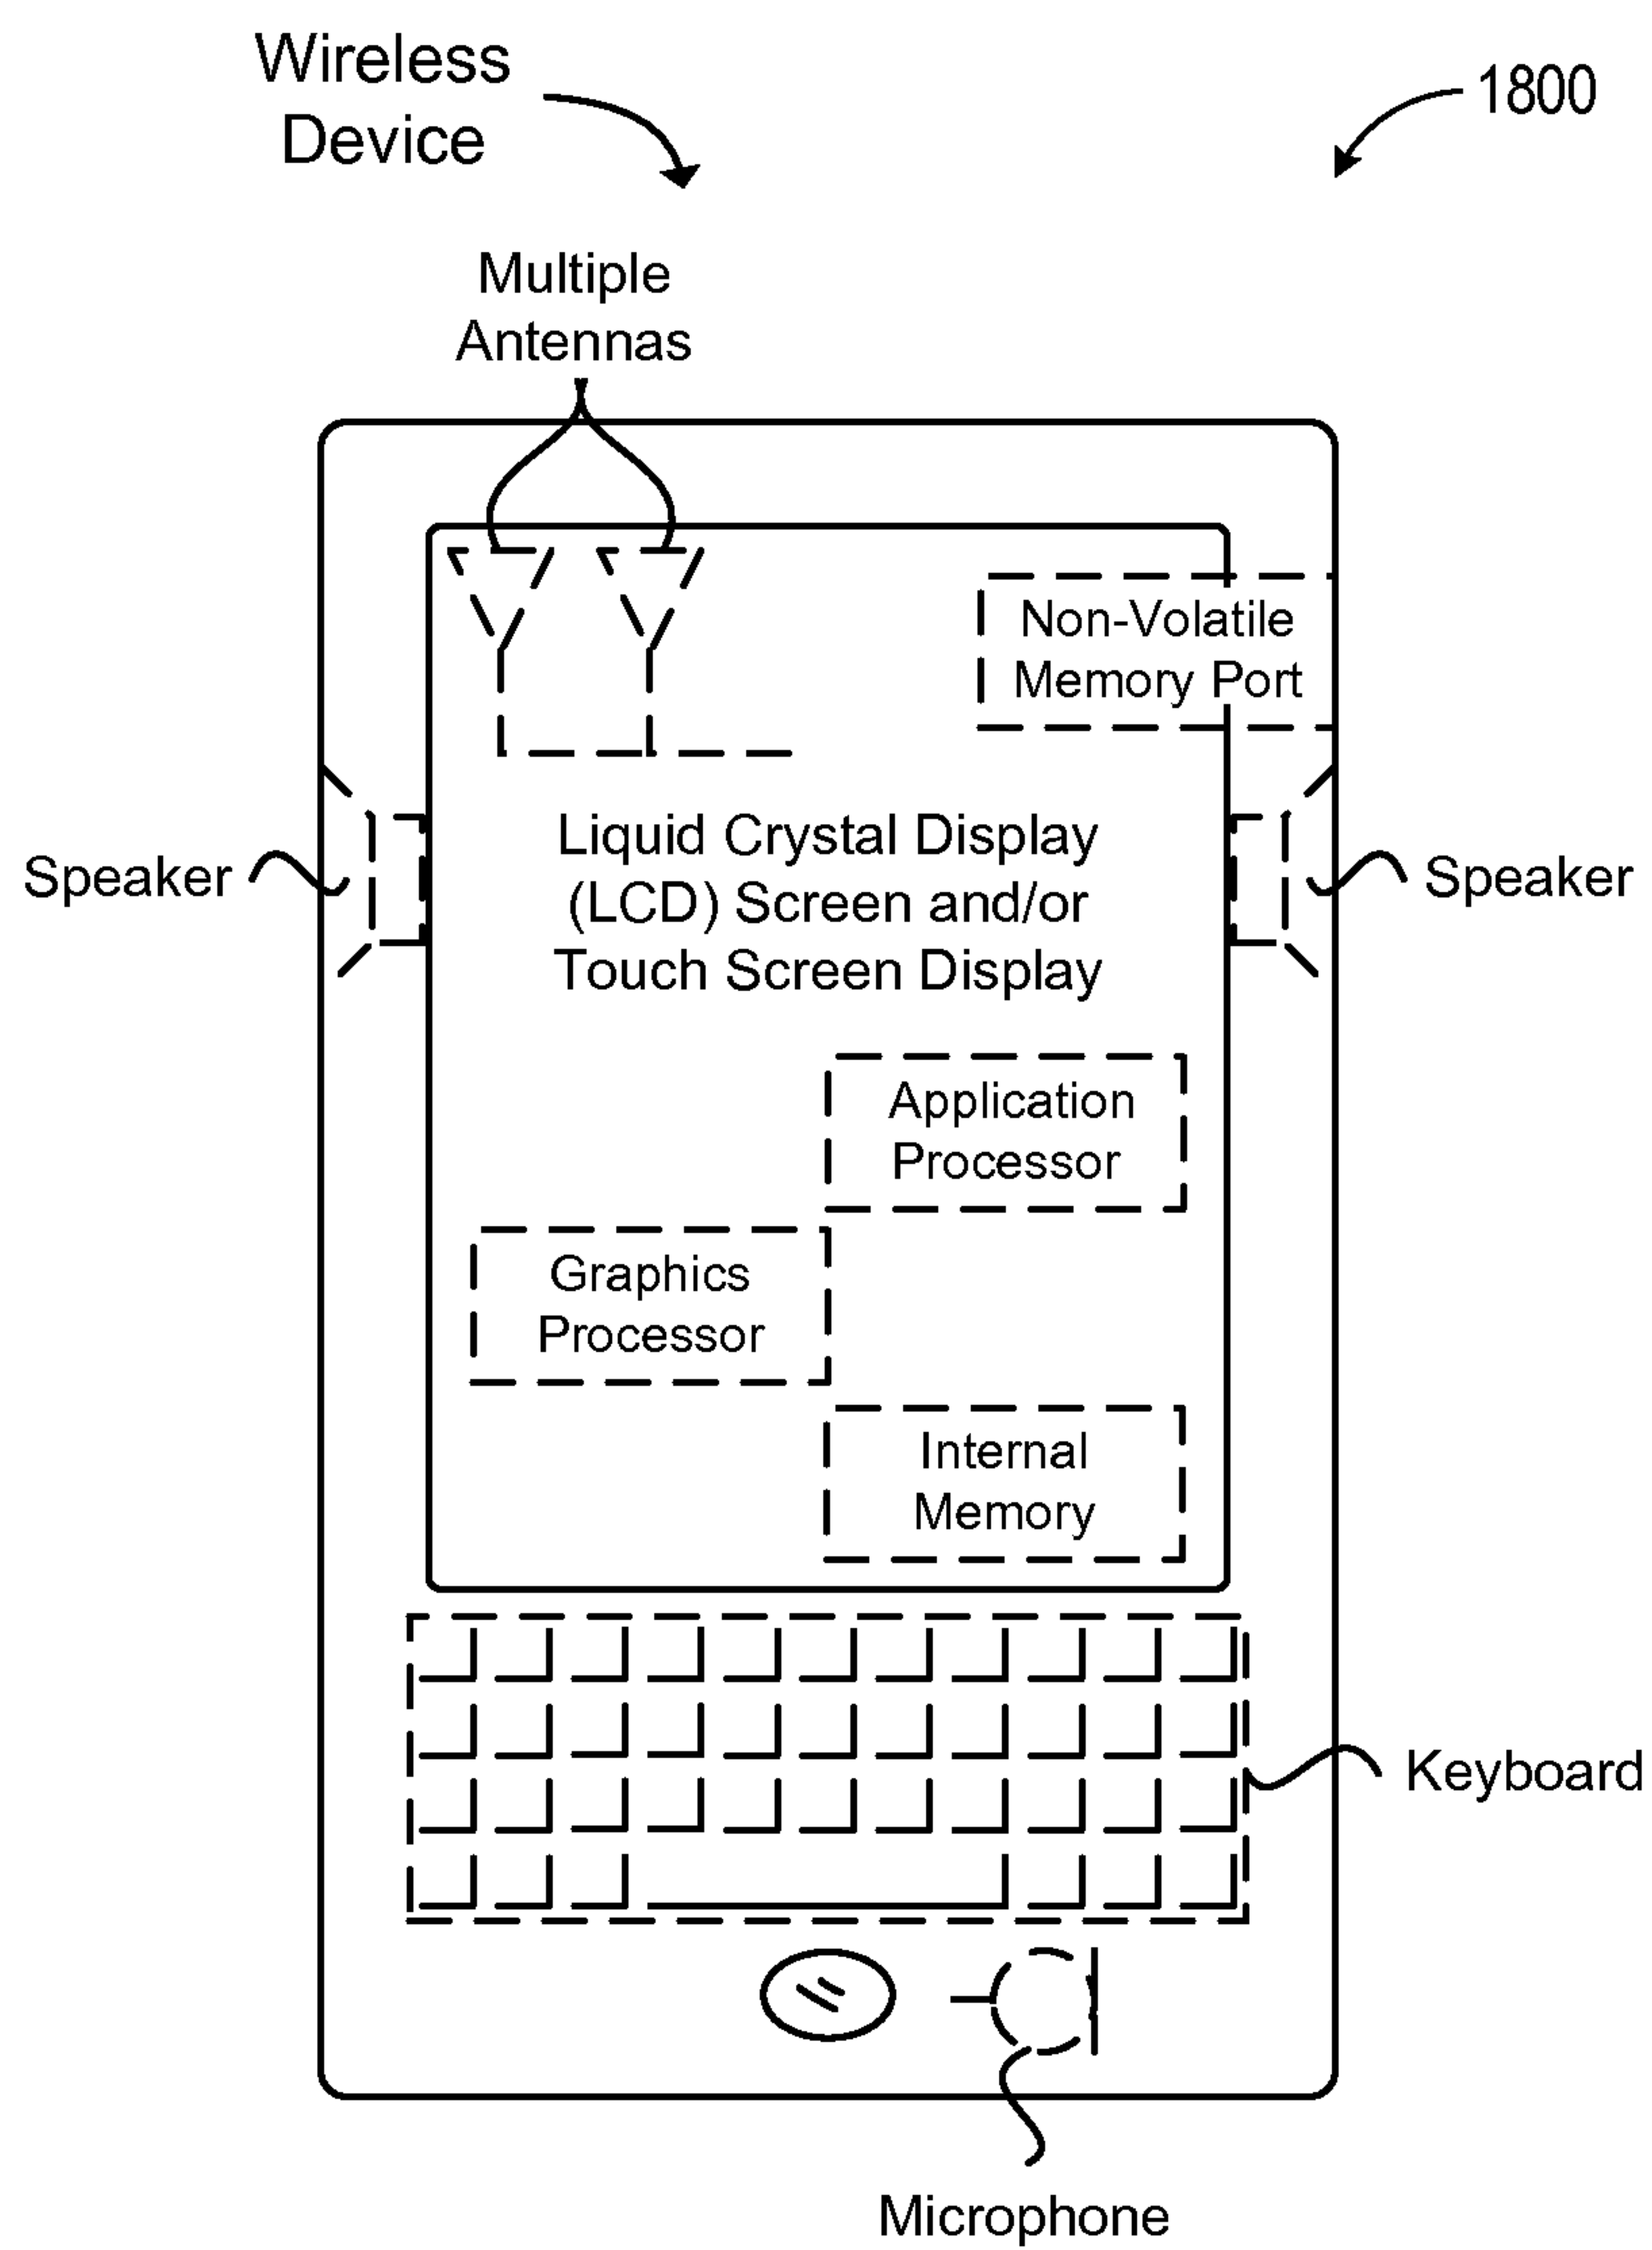 Wireless
Device
1800
Multiple
Antennas
Non-Volatile
Memory Port
Speaker
Liquid Crystal Display
(LCD) Screen and/or
Touch Screen Display
Speaker
Application
Processor
Graphics
Processor
Internal
Memory
Keyboard
Microphone